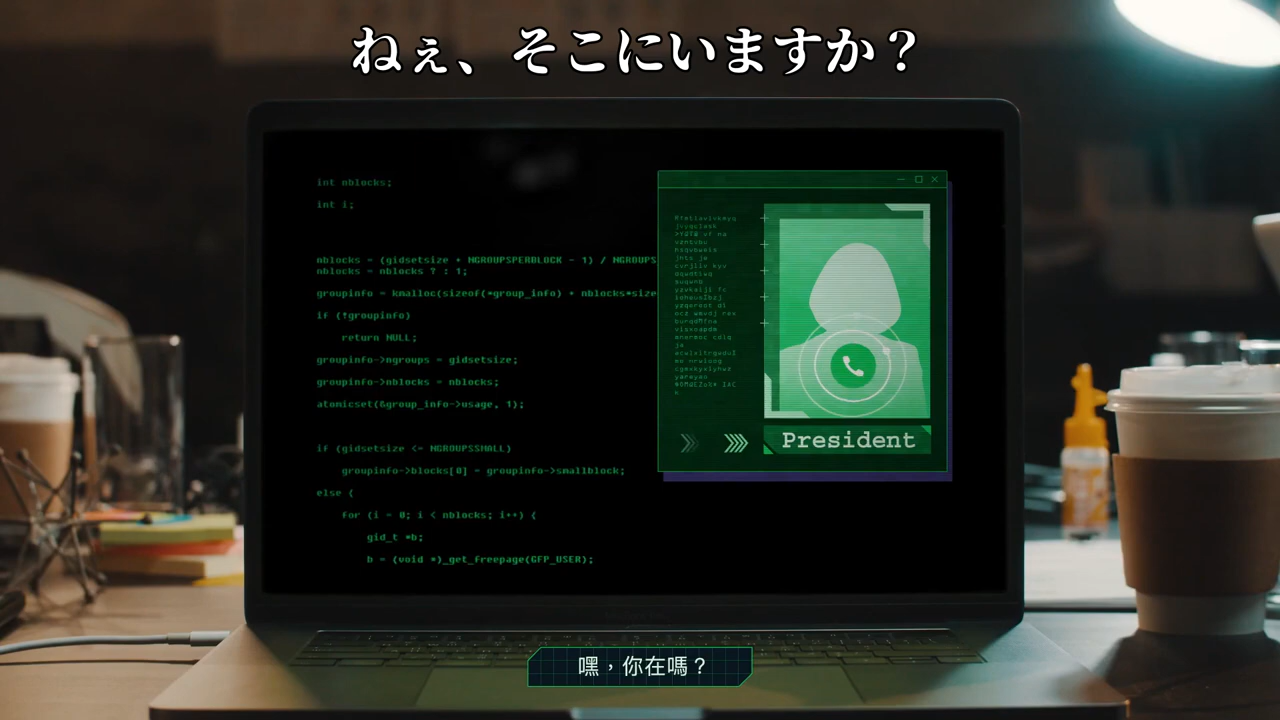 ねぇ、そこにいますか？
int nblocks;
int i;
nblocks = (gidsetsize + NGROUPSPERBLOCK - 1) / NGROUPS
nblocks = nblocks ? : 1;
groupinfo = kmalloc(sizeof(*group_info) + nblocks*size
if (!groupinfo)
return NULL;
groupinfo->ngroups = gidsetsize;
groupinfo->nblocks = nblocks;
atomicset(&group_info->usage, 1);
if (gidsetsize <= NGROUPSSMALL)
groupinfo->blocks[0] = groupinfo->smallblock;
else {
for (i = 0; i < nblocks; i++) {
gid_t *b;
b = (void *)_get_freepage(GFP_USER);
President
嘿，你在嗎？